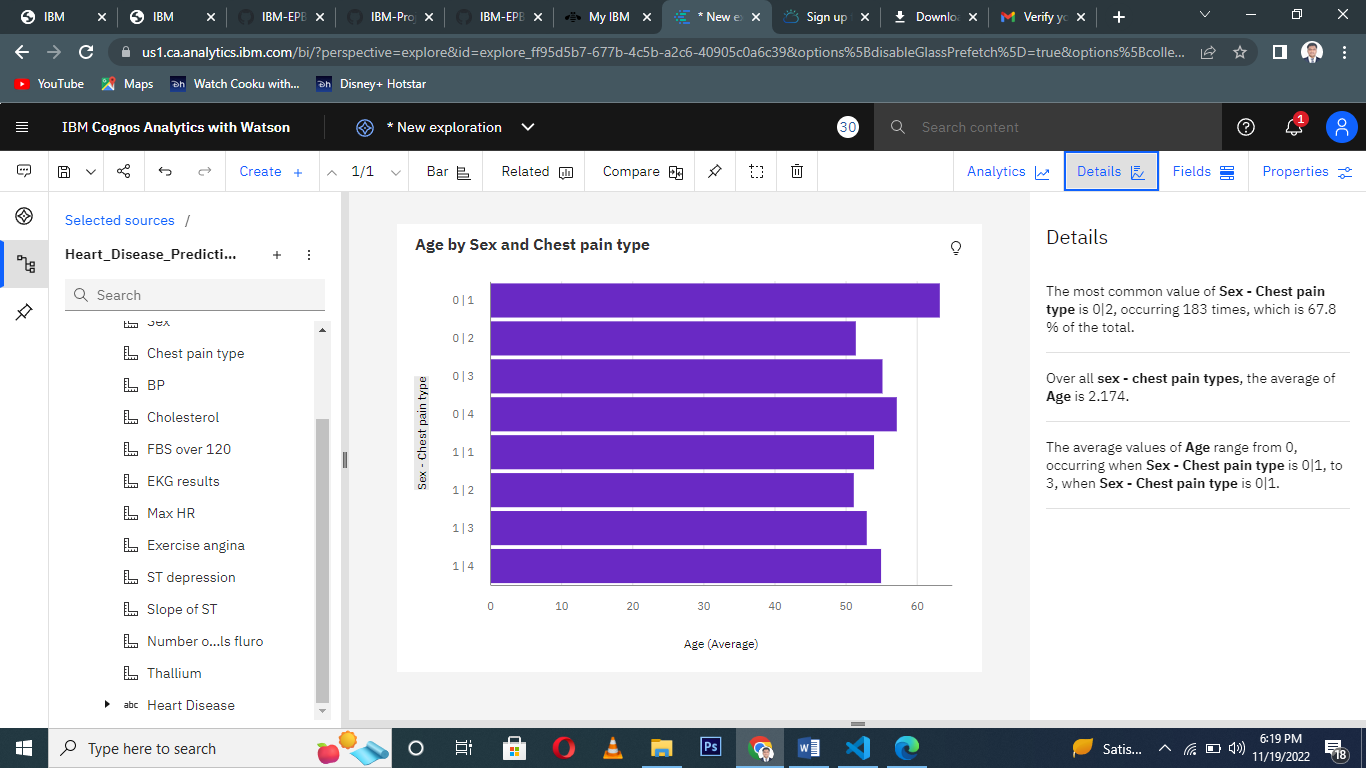 IBM
IBM
IBM-EPB
IBM-Proj
IBM-EPB
My IBM
* New ex
Sign up f
Downloa
Verify yo
us1.ca.analytics.ibm.com/bi/?perspective=explore&id=explore_ff95d5b7-677b-4c5b-a2c6-40905c0a6c39&options%5BdisableGlassPrefetch%5D=true&options%5Bcolle...
YouTube
Maps
Watch Cooku with...
Disney+ Hotstar
IBM Cognos Analytics with Watson
* New exploration
30
Search content
1
Create +
1/1
Bar
Related
Compare
Analytics
Details
Fields
Properties
Selected sources /
Heart_Disease_Predicti...
Search
Sex
Chest pain type
BP
Cholesterol
FBS over 120
EKG results
Max HR
Exercise angina
ST depression
Slope of ST
Number o...ls fluro
Thallium
abc Heart Disease
Age by Sex and Chest pain type
Sex - Chest pain type
0|1
0|2
0|3
0|4
1|1
1|2
1|3
1|4
0 10 20 30 40 50 60
Age (Average)
Details
The most common value of Sex - Chest pain
type is 0|2, occurring 183 times, which is 67.8
% of the total.
Over all sex - chest pain types, the average of
Age is 2.174.
The average values of Age range from 0,
occurring when Sex - Chest pain type is 0|1, to
3, when Sex - Chest pain type is 0|1.
Type here to search
Ps
W
Satis...
6:19 PM
11/19/2022
18